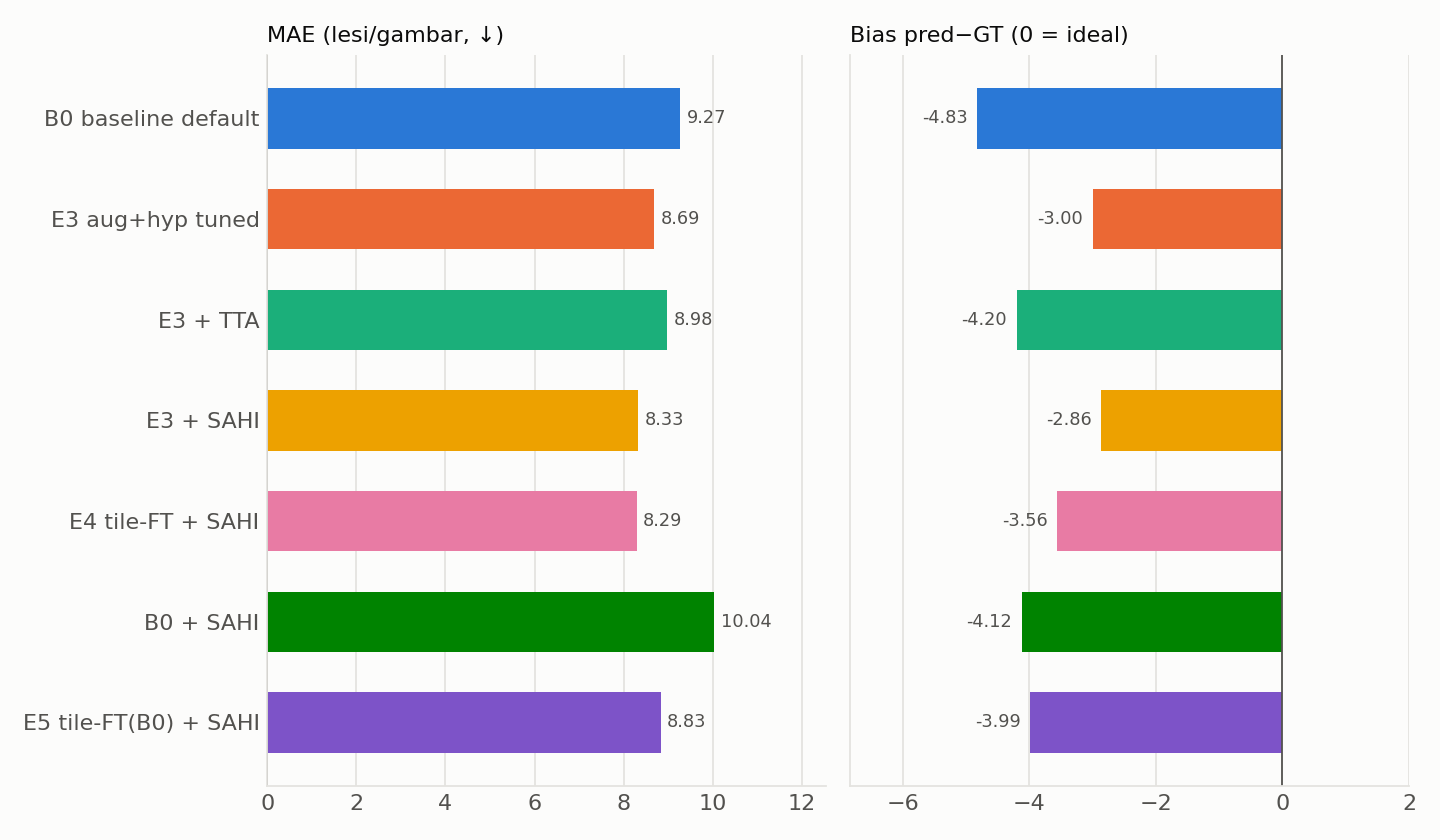 MAE (lesi/gambar, ↓)
Bias pred−GT (0 = ideal)
B0 baseline default
9.27
-4.83
E3 aug+hyp tuned
8.69
-3.00
E3 + TTA
8.98
-4.20
E3 + SAHI
8.33
-2.86
E4 tile-FT + SAHI
8.29
-3.56
B0 + SAHI
10.04
-4.12
E5 tile-FT(B0) + SAHI
8.83
-3.99
0 2 4 6 8 10 12
−6 −4 −2 0 2